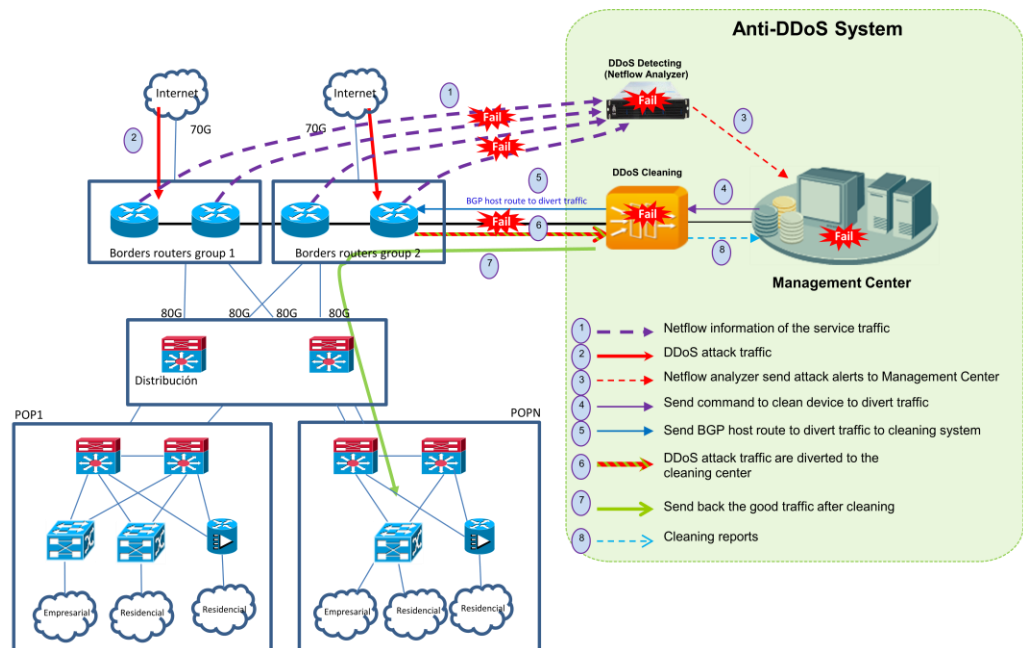 Anti-DDoS System
DDoS Detecting
(Netflow Analyzer)
Fail
Internet
Internet
1
Fail
2
70G
70G
Fail
3
DDoS Cleaning
5
4
BGP host route to divert traffic
Fail
Fail
6
Fail
Borders routers group 1
Borders routers group 2
7
8
Management Center
80G
80G
80G
80G
1
Netflow information of the service traffic
2
DDoS attack traffic
3
Netflow analyzer send attack alerts to Management Center
4
Send command to clean device to divert traffic
5
Send BGP host route to divert traffic to cleaning system
6
DDoS attack traffic are diverted to the
cleaning center
7
Send back the good traffic after cleaning
8
Cleaning reports
Distribución
POP1
POPN
Empresarial
Residencial
Residencial
Empresarial
Residencial
Residencial